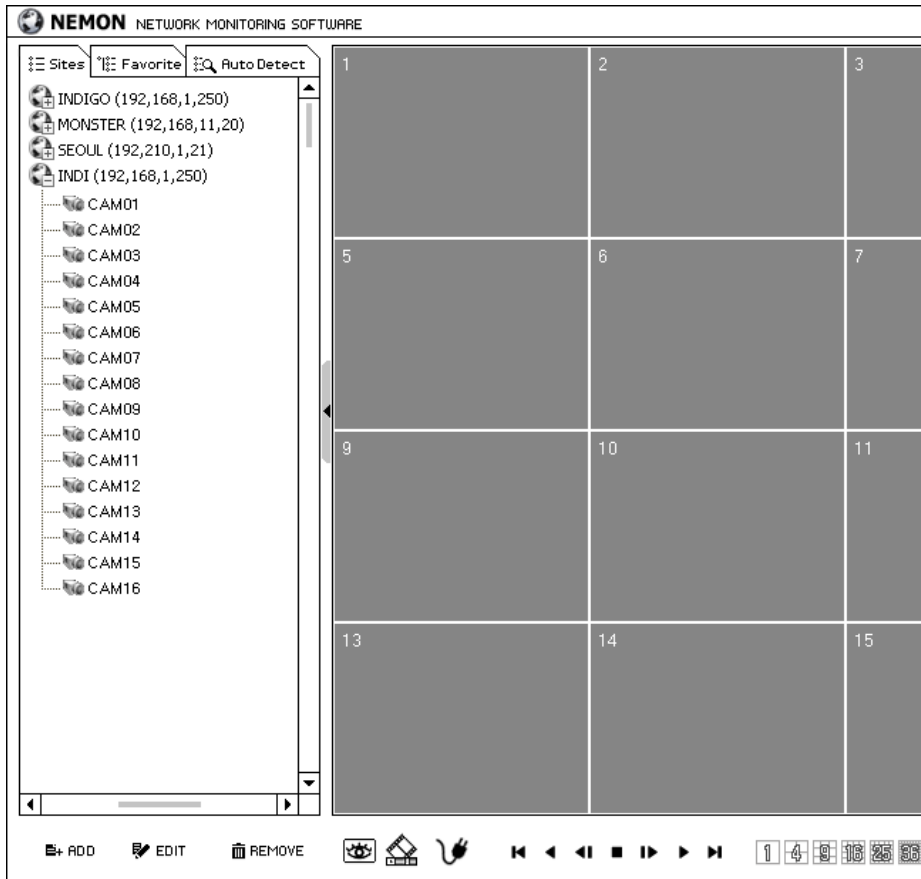 NEMON NETWORK MONITORING SOFTWARE
Sites Favorite Auto Detect
INDIGO (192,168,1,250)
MONSTER (192,168,11,20)
SEOUL (192,210,1,21)
INDI (192,168,1,250)
CAM01
CAM02
CAM03
CAM04
CAM05
CAM06
CAM07
CAM08
CAM09
CAM10
CAM11
CAM12
CAM13
CAM14
CAM15
CAM16
1 2 3
5 6 7
9 10 11
13 14 15
ADD EDIT REMOVE
1 4 9 16 25 36